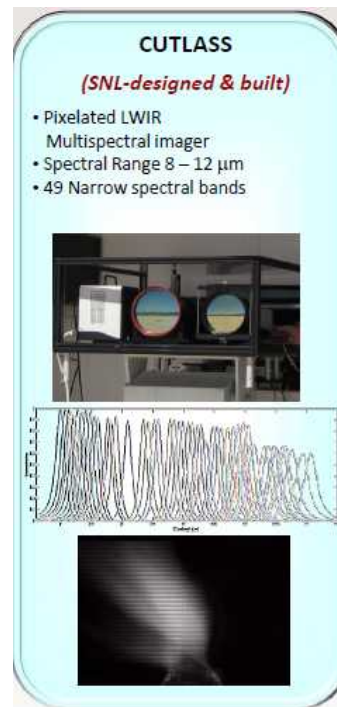 CUTLASS
(SNL-designed & built)
• Pixelated LWIR
Multispectral imager
• Spectral Range 8 – 12 μm
• 49 Narrow spectral bands